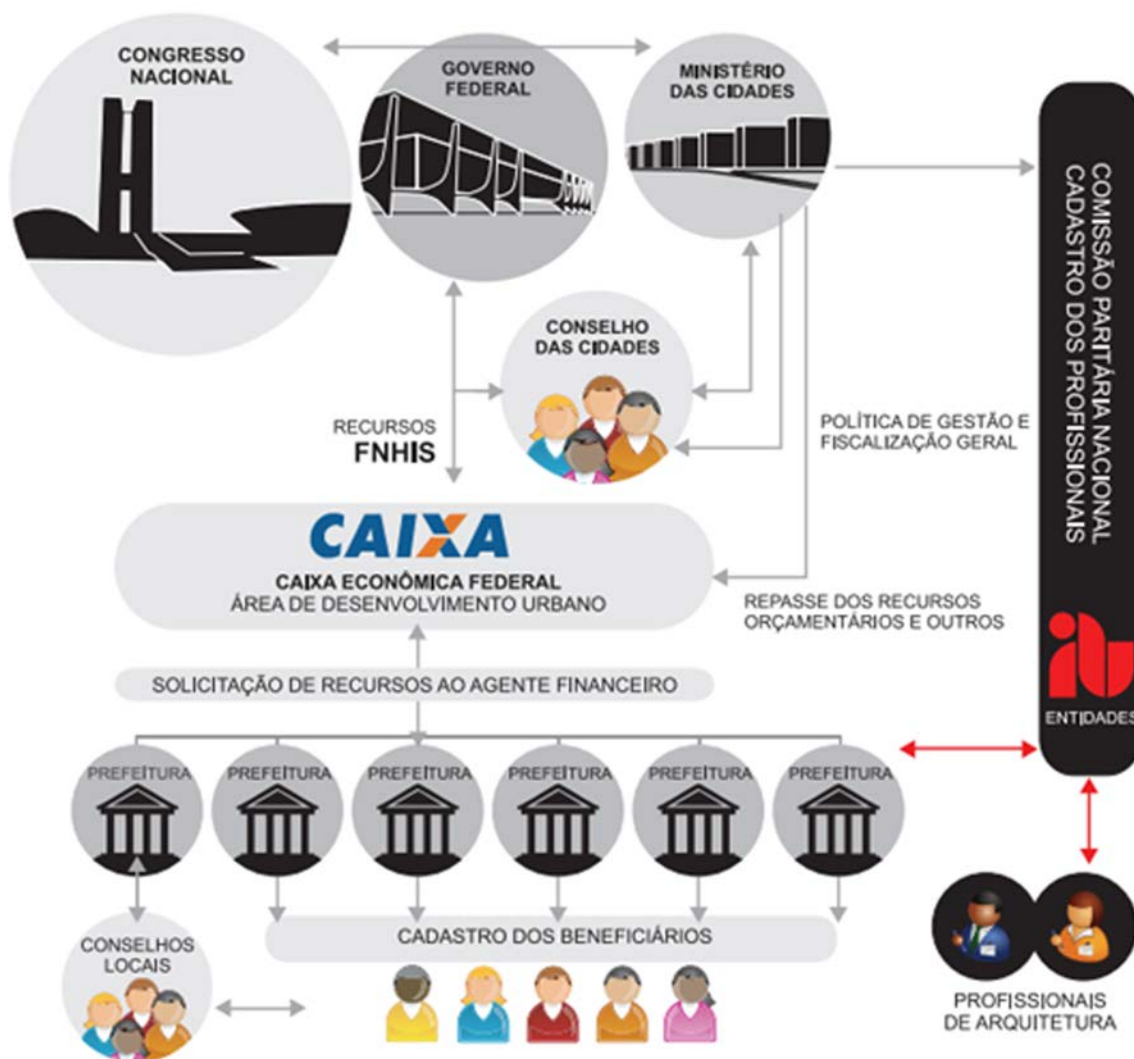 CONGRESSO
NACIONAL
GOVERNO
FEDERAL
MINISTÉRIO
DAS CIDADES
CONSELHO
DAS CIDADES
RECURSOS
FNHIS
POLÍTICA DE GESTÃO E
FISCALIZAÇÃO GERAL
COMISSÃO PARITÁRIA NACIONAL
CADASTRO DOS PROFISSIONAIS
CAIXA
CAIXA ECONÔMICA FEDERAL
ÁREA DE DESENVOLVIMENTO URBANO
REPASSE DOS RECURSOS
ORÇAMENTÁRIOS E OUTROS
iab
ENTIDADES
SOLICITAÇÃO DE RECURSOS AO AGENTE FINANCEIRO
PREFEITURA
PREFEITURA
PREFEITURA
PREFEITURA
PREFEITURA
PREFEITURA
CONSELHOS
LOCAIS
CADASTRO DOS BENEFICIÁRIOS
PROFISSIONAIS
DE ARQUITETURA